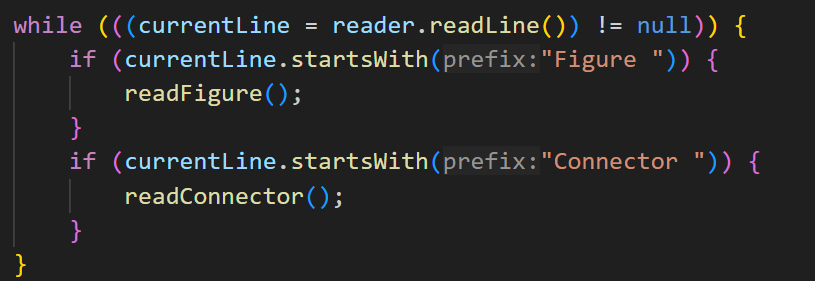 while (((currentLine = reader.readLine()) != null)) {
    if (currentLine.startsWith(prefix:"Figure ")) {
        readFigure();
    }
    if (currentLine.startsWith(prefix:"Connector ")) {
        readConnector();
    }
}